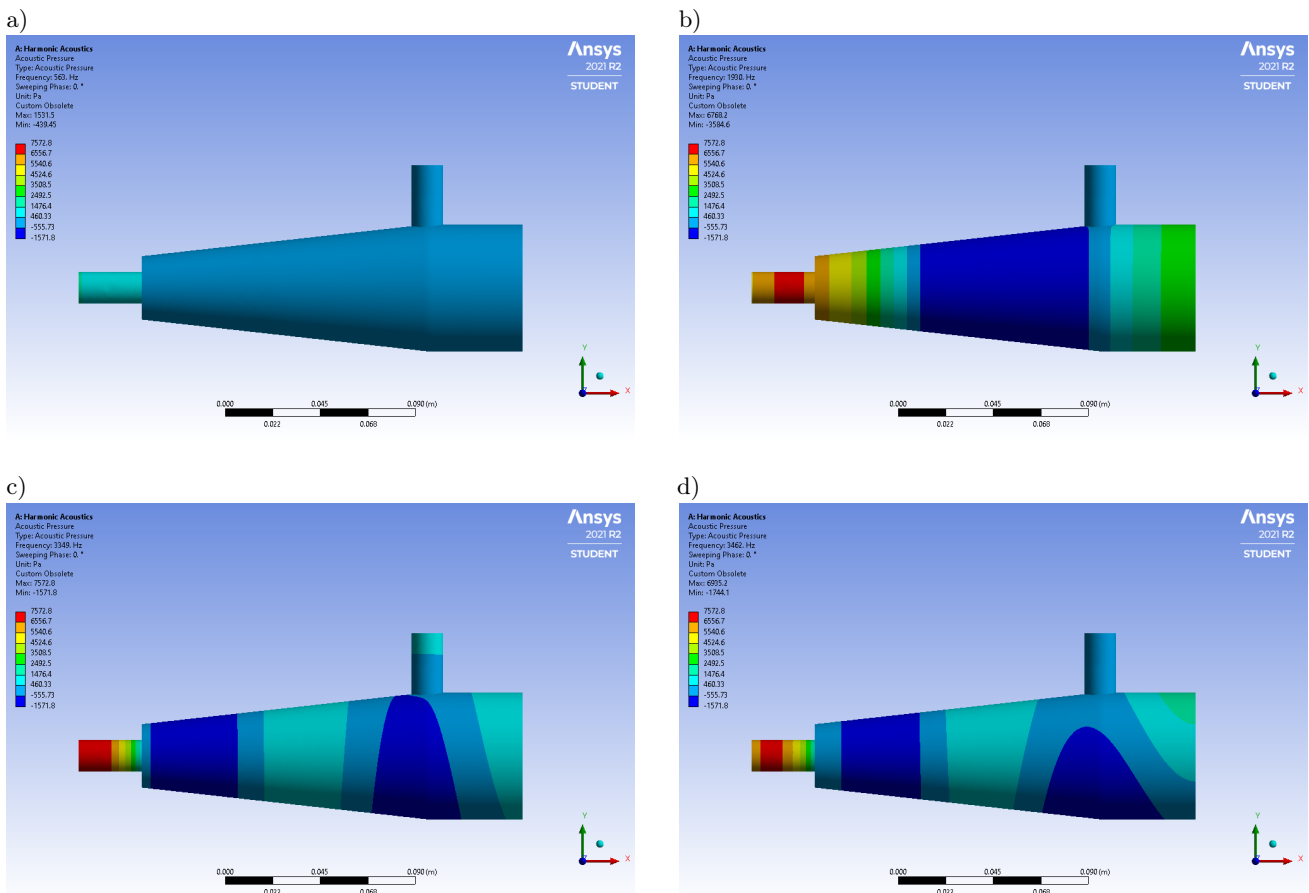 a)
A: Harmonic Acoustics
Acoustic Pressure
Type: Acoustic Pressure
Frequency: 563. Hz
Sweeping Phase: 0. °
Unit: Pa
Custom Obsolete
Max: 1531.5
Min: -439.45
7572.8
6556.7
5540.6
4524.6
3508.5
2492.5
1476.4
460.33
-555.73
-1571.8
Ansys
2021 R2
STUDENT
Y
X
0.000
0.045
0.090 (m)
0.022
0.068
b)
A: Harmonic Acoustics
Acoustic Pressure
Type: Acoustic Pressure
Frequency: 1930. Hz
Sweeping Phase: 0. °
Unit: Pa
Custom Obsolete
Max: 6768.2
Min: -3584.6
7572.8
6556.7
5540.6
4524.6
3508.5
2492.5
1476.4
460.33
-555.73
-1571.8
Ansys
2021 R2
STUDENT
Y
X
0.000
0.045
0.090 (m)
0.022
0.068
c)
A: Harmonic Acoustics
Acoustic Pressure
Type: Acoustic Pressure
Frequency: 3349. Hz
Sweeping Phase: 0. °
Unit: Pa
Custom Obsolete
Max: 7572.8
Min: -1571.8
7572.8
6556.7
5540.6
4524.6
3508.5
2492.5
1476.4
460.33
-555.73
-1571.8
Ansys
2021 R2
STUDENT
Y
X
0.000
0.045
0.090 (m)
0.022
0.068
d)
A: Harmonic Acoustics
Acoustic Pressure
Type: Acoustic Pressure
Frequency: 3462. Hz
Sweeping Phase: 0. °
Unit: Pa
Custom Obsolete
Max: 6935.2
Min: -1744.1
7572.8
6556.7
5540.6
4524.6
3508.5
2492.5
1476.4
460.33
-555.73
-1571.8
Ansys
2021 R2
STUDENT
Y
X
0.000
0.045
0.090 (m)
0.022
0.068